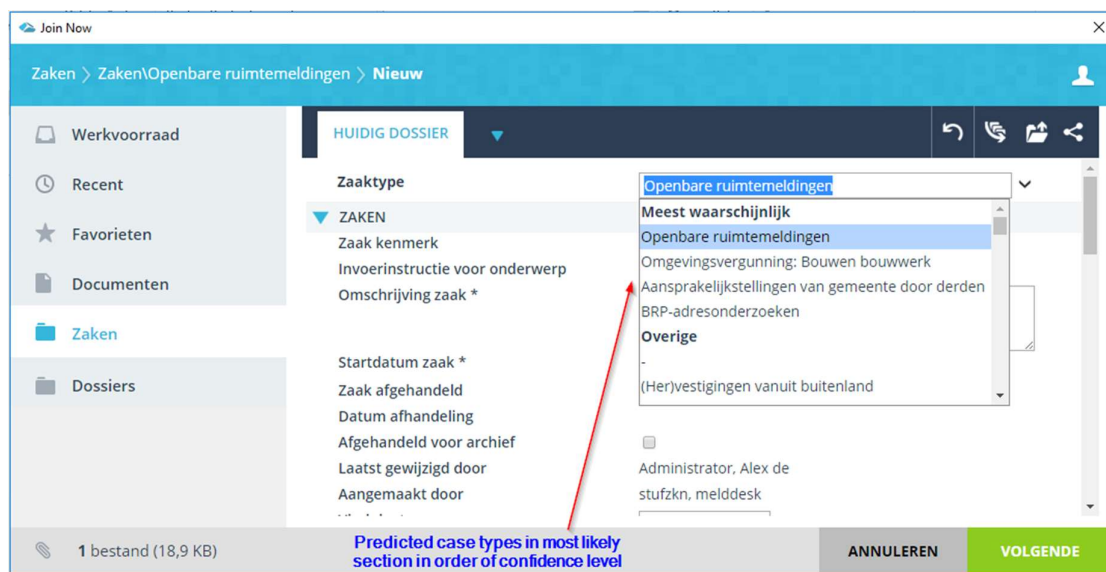 Join Now
Zaken > Zaken\Openbare ruimtemeldingen > Nieuw
Werkvoorraad
Recent
Favorieten
Documenten
Zaken
Dossiers
HUIDIG DOSSIER
Zaaktype
Openbare ruimtemeldingen
ZAKEN
Zaak kenmerk
Invoerinstructie voor onderwerp
Omschrijving zaak *
Startdatum zaak *
Zaak afgehandeld
Datum afhandeling
Afgehandeld voor archief
Laatst gewijzigd door
Administrator, Alex de
Aangemaakt door
stufzkn, melddesk
Meest waarschijnlijk
Openbare ruimtemeldingen
Omgevingsvergunning: Bouwen bouwwerk
Aansprakelijkstellingen van gemeente door derden
BRP-adresonderzoeken
Overige
-
(Her)vestigingen vanuit buitenland
1 bestand (18,9 KB)
Predicted case types in most likely
section in order of confidence level
ANNULEREN
VOLGENDE